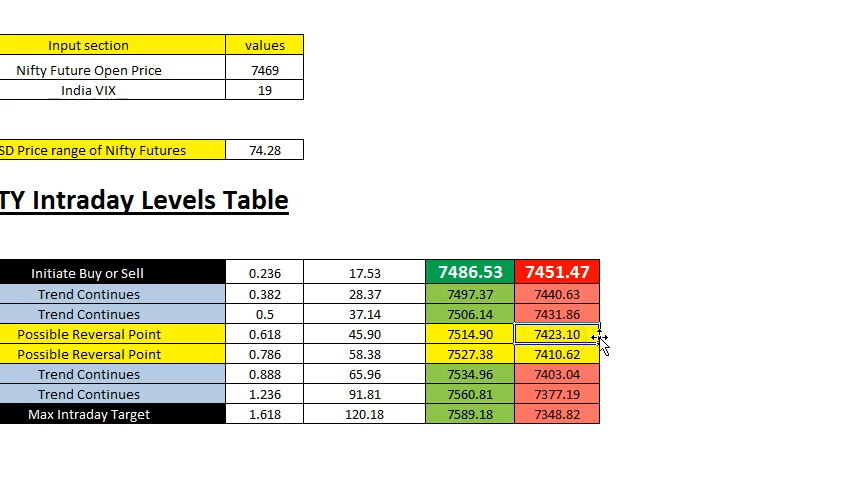 Input section values
Nifty Future Open Price 7469
India VIX 19
SD Price range of Nifty Futures 74.28
TY Intraday Levels Table
Initiate Buy or Sell 0.236 17.53 7486.53 7451.47
Trend Continues 0.382 28.37 7497.37 7440.63
Trend Continues 0.5 37.14 7506.14 7431.86
Possible Reversal Point 0.618 45.90 7514.90 7423.10
Possible Reversal Point 0.786 58.38 7527.38 7410.62
Trend Continues 0.888 65.96 7534.96 7403.04
Trend Continues 1.236 91.81 7560.81 7377.19
Max Intraday Target 1.618 120.18 7589.18 7348.82